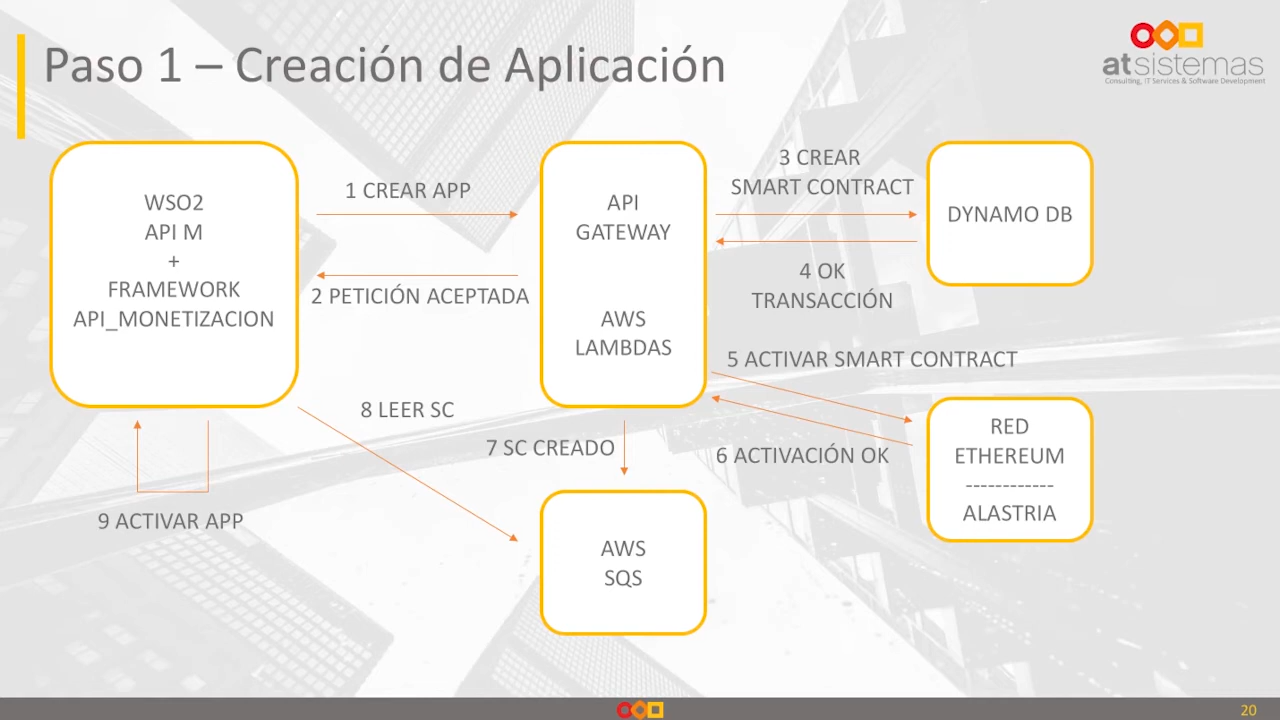 Paso 1 – Creación de Aplicación
atsistemas
Consulting, IT Services & Software Development
WSO2
API M
+
FRAMEWORK
API_MONETIZACION
1 CREAR APP
2 PETICIÓN ACEPTADA
API
GATEWAY
AWS
LAMBDAS
3 CREAR
SMART CONTRACT
4 OK
TRANSACCIÓN
DYNAMO DB
5 ACTIVAR SMART CONTRACT
6 ACTIVACIÓN OK
RED
ETHEREUM
------------
ALASTRIA
7 SC CREADO
8 LEER SC
9 ACTIVAR APP
AWS
SQS
20